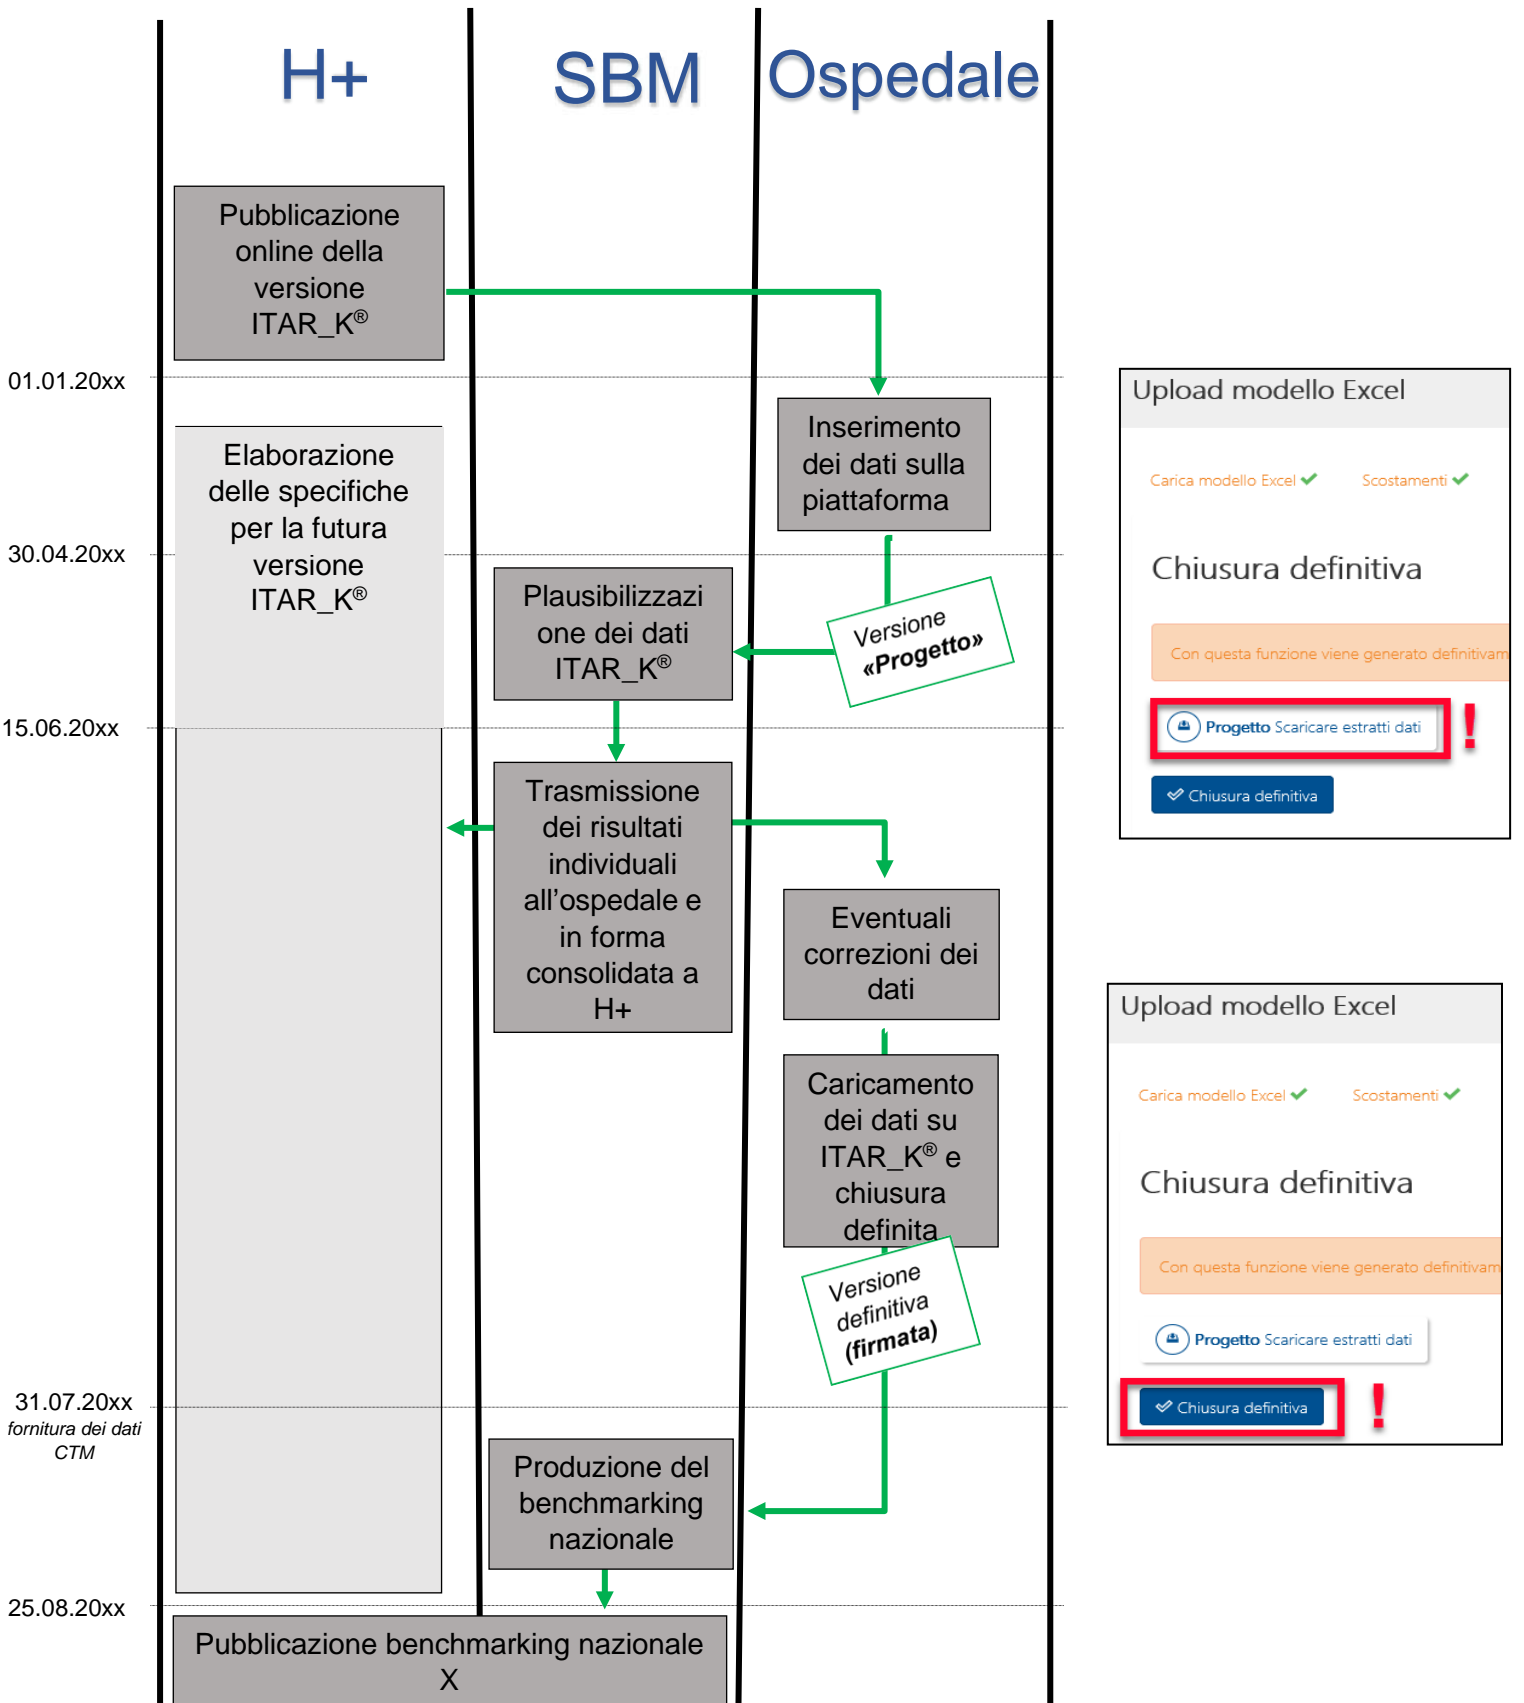 H+
SBM
Ospedale
Pubblicazione
online della
versione
ITAR_K®
01.01.20xx
Inserimento
dei dati sulla
piattaforma
Elaborazione
delle specifiche
per la futura
versione
ITAR_K®
30.04.20xx
Plausibilizzazi
one dei dati
ITAR_K®
Versione
«Progetto»
15.06.20xx
Trasmissione
dei risultati
individuali
all’ospedale e
in forma
consolidata a
H+
Eventuali
correzioni dei
dati
Caricamento
dei dati su
ITAR_K® e
chiusura
definita
Versione
definitiva
(firmata)
31.07.20xx
fornitura dei dati
CTM
Produzione del
benchmarking
nazionale
25.08.20xx
Pubblicazione benchmarking nazionale
X
Upload modello Excel
Carica modello Excel ✔ Scostamenti ✔
Chiusura definitiva
Con questa funzione viene generato definitivam
Progetto Scaricare estratti dati !
Chiusura definitiva
Upload modello Excel
Carica modello Excel ✔ Scostamenti ✔
Chiusura definitiva
Con questa funzione viene generato definitivam
Progetto Scaricare estratti dati
Chiusura definitiva !